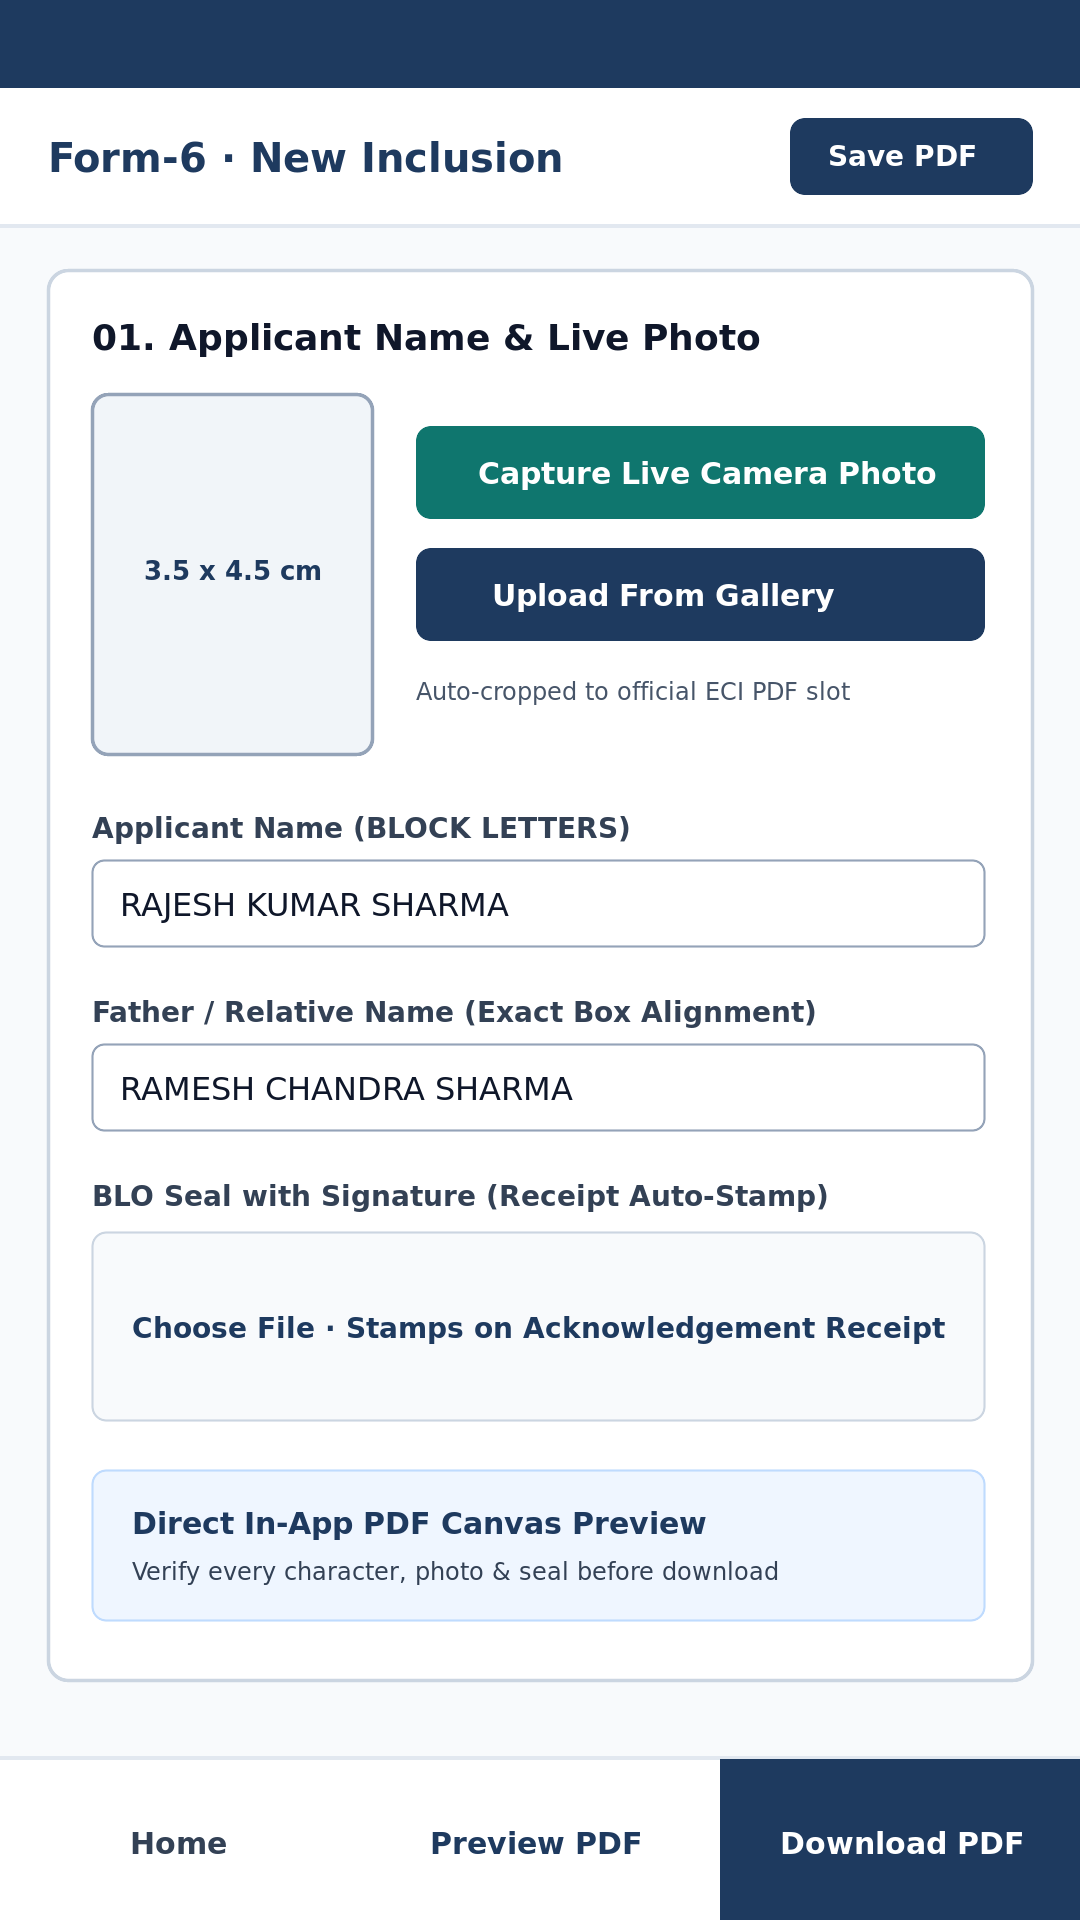 Form-6 · New Inclusion
Save PDF
01. Applicant Name & Live Photo
3.5 x 4.5 cm
Capture Live Camera Photo
Upload From Gallery
Auto-cropped to official ECI PDF slot
Applicant Name (BLOCK LETTERS)
RAJESH KUMAR SHARMA
Father / Relative Name (Exact Box Alignment)
RAMESH CHANDRA SHARMA
BLO Seal with Signature (Receipt Auto-Stamp)
Choose File · Stamps on Acknowledgement Receipt
Direct In-App PDF Canvas Preview
Verify every character, photo & seal before download
Home
Preview PDF
Download PDF